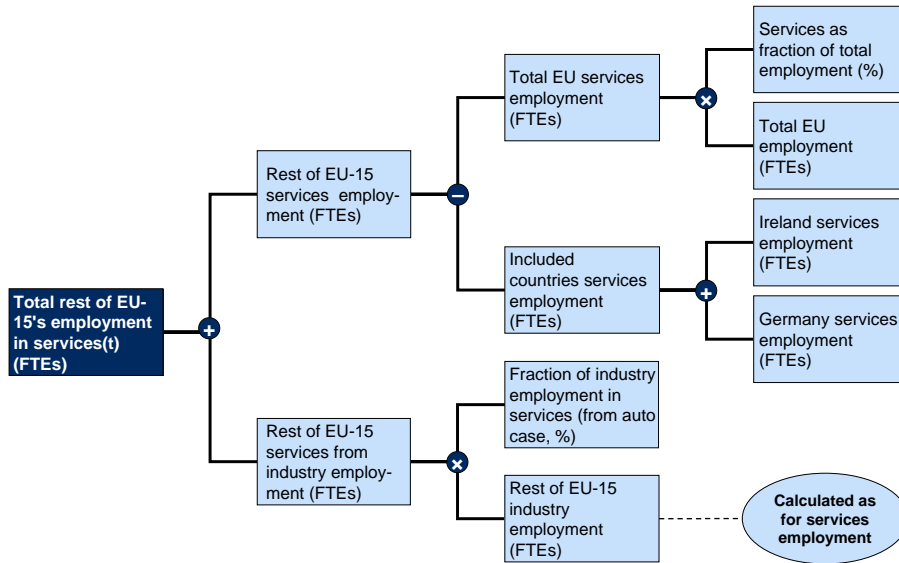 Total rest of EU-
15's employment
in services(t)
(FTEs)
+
Rest of EU-15
services employ-
ment (FTEs)
Rest of EU-15
services from
industry employ-
ment (FTEs)
–
×
Total EU services
employment
(FTEs)
Included
countries services
employment
(FTEs)
Fraction of industry
employment in
services (from auto
case, %)
Rest of EU-15
industry
employment
(FTEs)
×
+
Services as
fraction of total
employment (%)
Total EU
employment
(FTEs)
Ireland services
employment
(FTEs)
Germany services
employment
(FTEs)
Calculated as
for services
employment